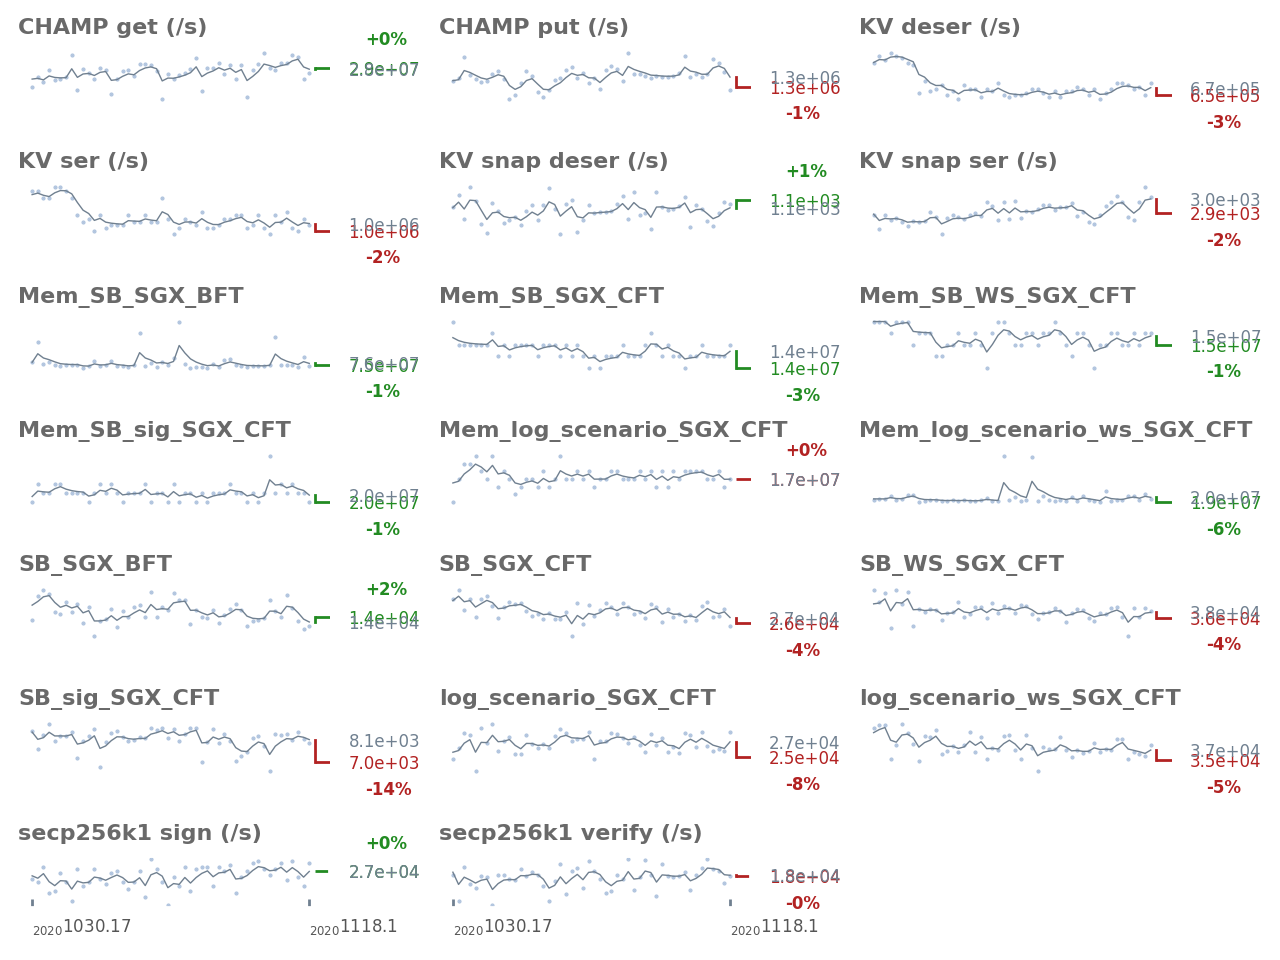 CHAMP get (/s)
+0%
2.9e+07
CHAMP put (/s)
1.3e+06
1.3e+06
-1%
KV deser (/s)
6.7e+05
6.5e+05
-3%
KV ser (/s)
1.0e+06
1.0e+06
-2%
KV snap deser (/s)
+1%
1.1e+03
1.1e+03
KV snap ser (/s)
3.0e+03
2.9e+03
-2%
Mem_SB_SGX_BFT
7.5e+07
-1%
Mem_SB_SGX_CFT
1.4e+07
1.4e+07
-3%
Mem_SB_WS_SGX_CFT
1.5e+07
1.5e+07
-1%
Mem_SB_sig_SGX_CFT
2.0e+07
2.0e+07
-1%
Mem_log_scenario_SGX_CFT
+0%
1.7e+07
Mem_log_scenario_ws_SGX_CFT
2.0e+07
1.9e+07
-6%
SB_SGX_BFT
+2%
1.4e+04
1.4e+04
SB_SGX_CFT
2.7e+04
2.6e+04
-4%
SB_WS_SGX_CFT
3.8e+04
3.6e+04
-4%
SB_sig_SGX_CFT
8.1e+03
7.0e+03
-14%
log_scenario_SGX_CFT
2.7e+04
2.5e+04
-8%
log_scenario_ws_SGX_CFT
3.7e+04
3.5e+04
-5%
secp256k1 sign (/s)
+0%
2.7e+04
secp256k1 verify (/s)
1.8e+04
1.8e+04
-0%
20201030.17
20201118.1
20201030.17
20201118.1